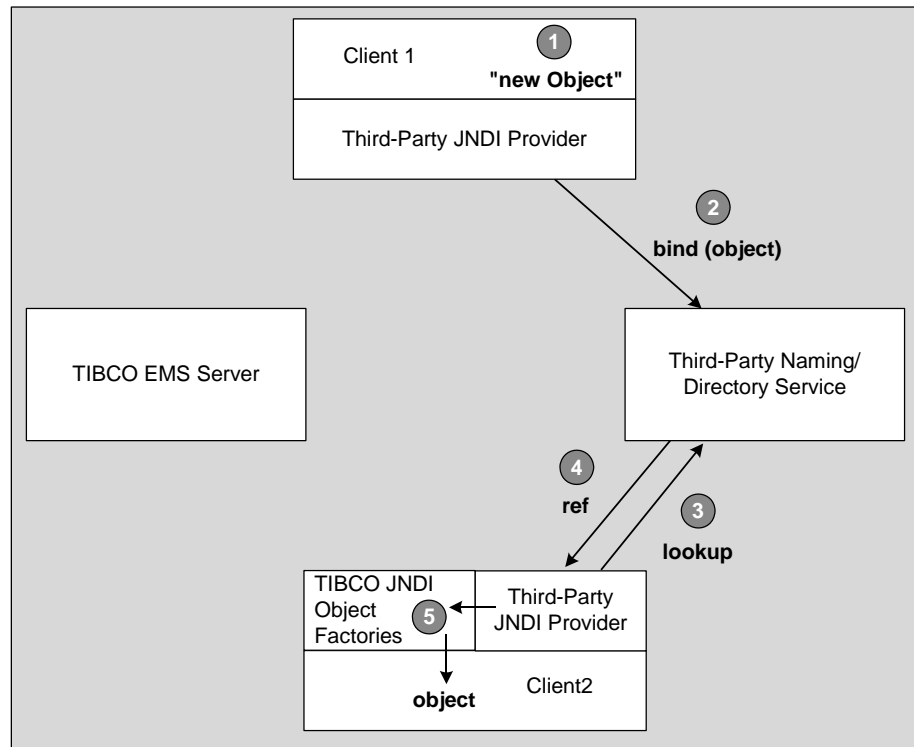 Client 1
1
"new Object"
Third-Party JNDI Provider
2
bind (object)
TIBCO EMS Server
Third-Party Naming/
Directory Service
4
ref
3
lookup
TIBCO JNDI
Object
Factories
5
Third-Party
JNDI Provider
object
Client2